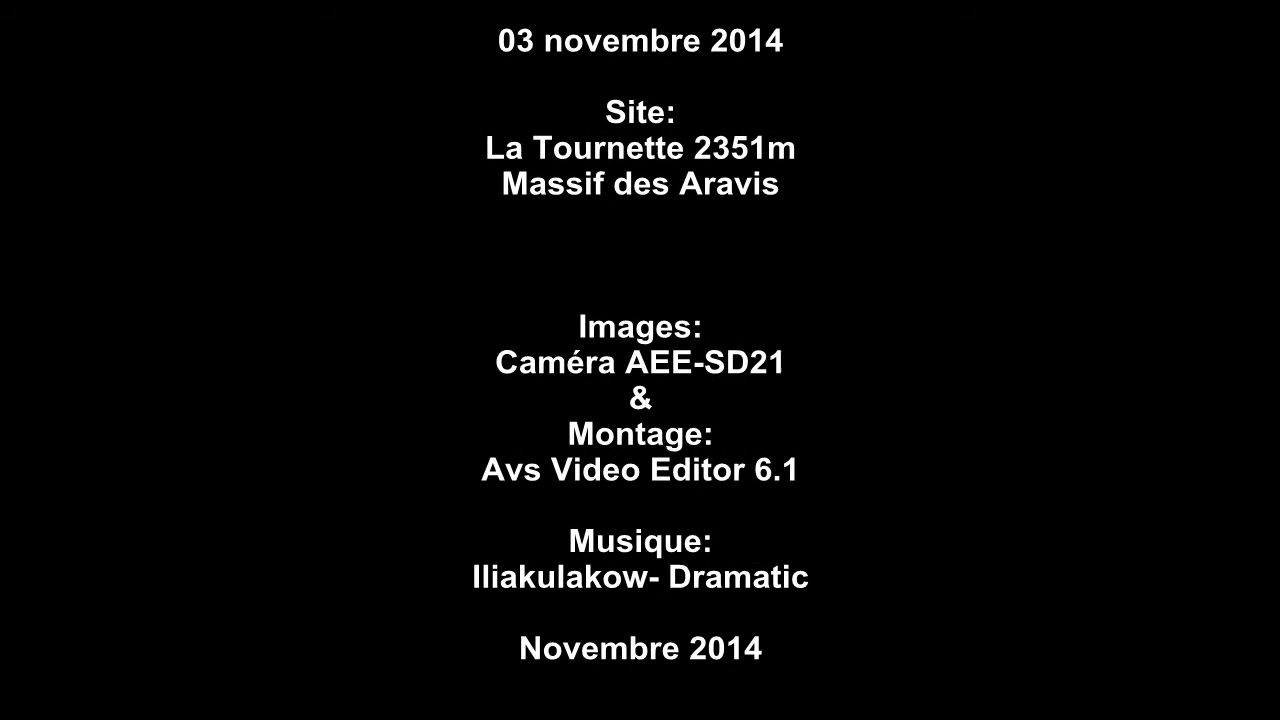 03 novembre 2014
Site:
La Tournette 2351m
Massif des Aravis
Images:
Caméra AEE-SD21
&
Montage:
Avs Video Editor 6.1
Musique:
Iliakulakow- Dramatic
Novembre 2014